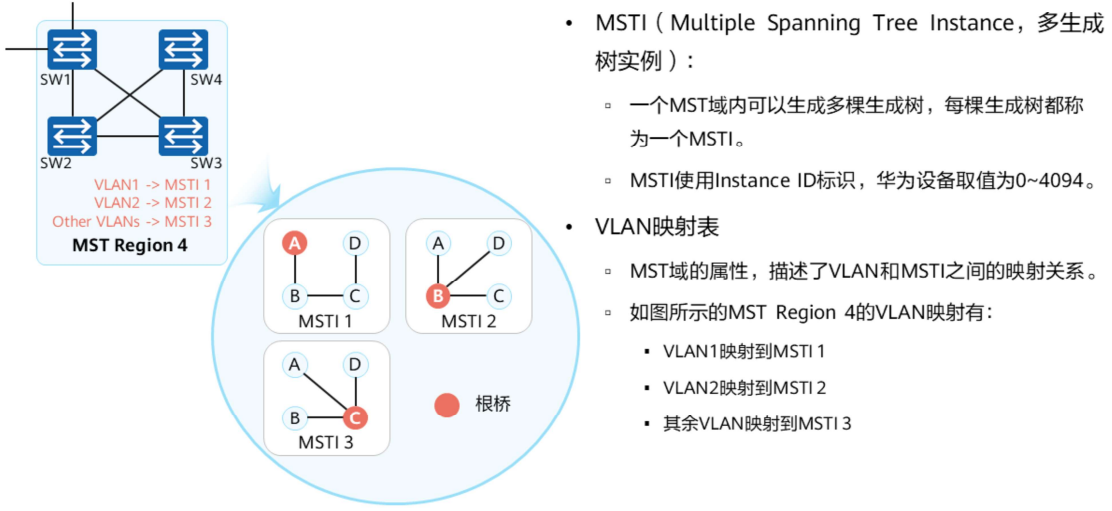 SW1
SW4
SW2
SW3
VLAN1 -> MSTI 1
VLAN2 -> MSTI 2
Other VLANs -> MSTI 3
MST Region 4
A
D
B
C
MSTI 1
A
D
B
C
MSTI 2
A
D
B
C
MSTI 3
根桥
• MSTI（Multiple Spanning Tree Instance，多生成
树实例）：
▫ 一个MST域内可以生成多棵生成树，每棵生成树都称
为一个MSTI。
▫ MSTI使用Instance ID标识，华为设备取值为0~4094。
• VLAN映射表
▫ MST域的属性，描述了VLAN和MSTI之间的映射关系。
▫ 如图所示的MST Region 4的VLAN映射有：
▪ VLAN1映射到MSTI 1
▪ VLAN2映射到MSTI 2
▪ 其余VLAN映射到MSTI 3